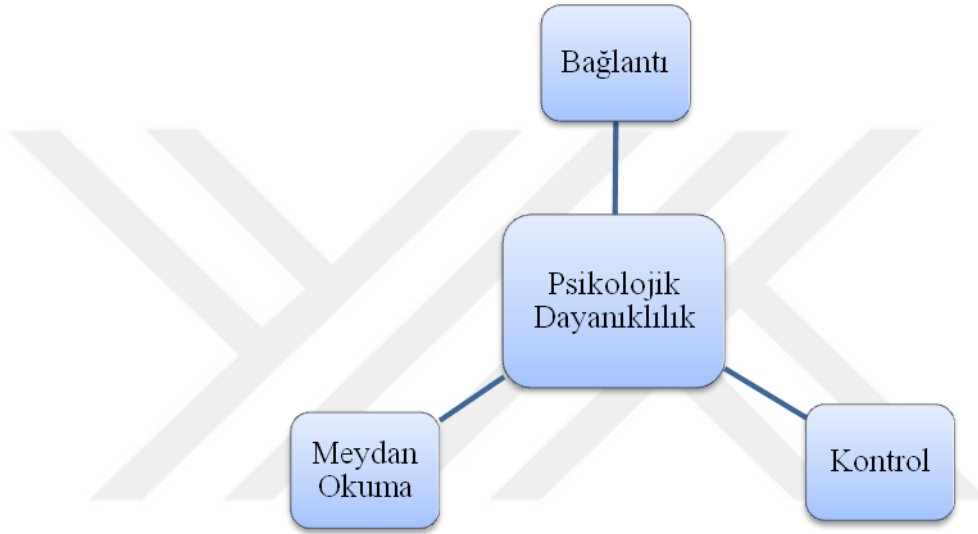 Bağlantı
Psikolojik
Dayanıklılık
Meydan
Okuma
Kontrol